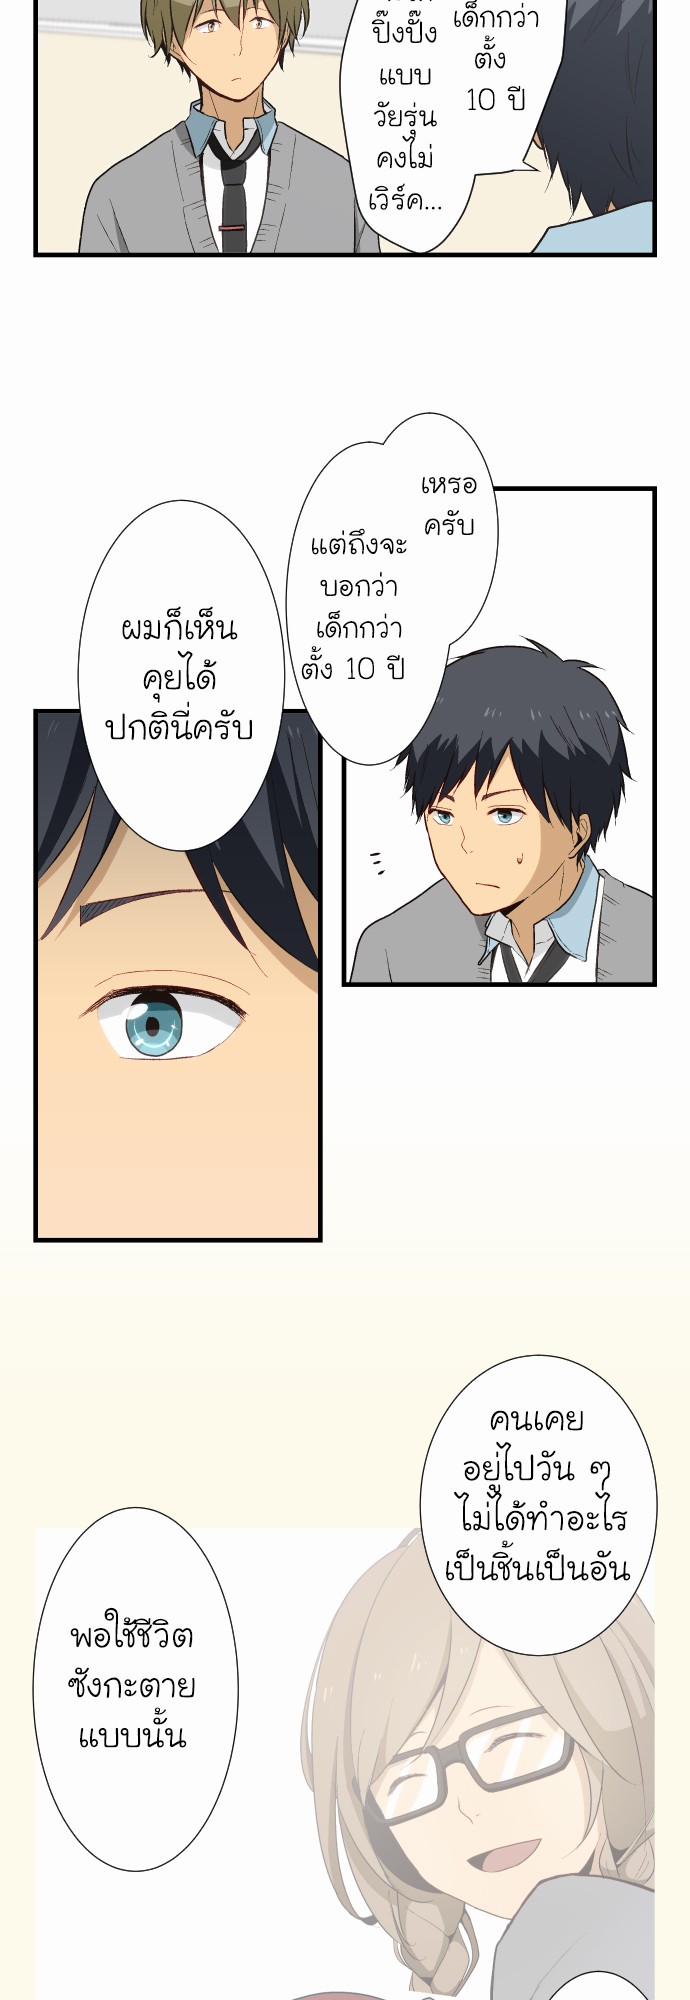 เด็กกว่า
ตั้ง
10 ปี
ปิ๊งปั๊ง
แบบ
วัยรุ่น
คงไม่
เวิร์ค...
เหรอ
ครับ
แต่ถึงจะ
บอกว่า
เด็กกว่า
ตั้ง 10 ปี
ผมก็เห็น
คุยได้
ปกตินี่ครับ
คนเคย
อยู่ไปวัน ๆ
ไม่ได้ทำอะไร
เป็นชิ้นเป็นอัน
พอใช้ชีวิต
ซังกะตาย
แบบนั้น